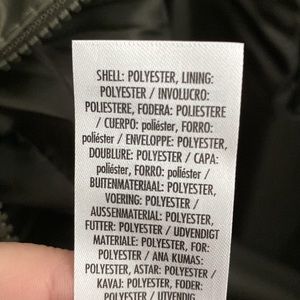 SHELL: POLYESTER, LINING:
POLYESTER / INVOLUCRO:
POLIESTERE, FODERA: POLIESTERE
/ CUERPO: poliéster, FORRO:
poliéster / ENVELOPPE: POLYESTER,
DOUBLURE: POLYESTER / CAPA:
poliéster, FORRO: poliéster /
BUITENMATERIAAL: POLYESTER,
VOERING: POLYESTER /
AUSSENMATERIAL: POLYESTER,
FUTTER: POLYESTER / UDVENDIGT
MATERIALE: POLYESTER, FOR:
POLYESTER / ANA KUMAS:
POLYESTER, ASTAR: POLYESTER /
KAVAJ: POLYESTER, FODER:
POLYESTER / UTVENDIG